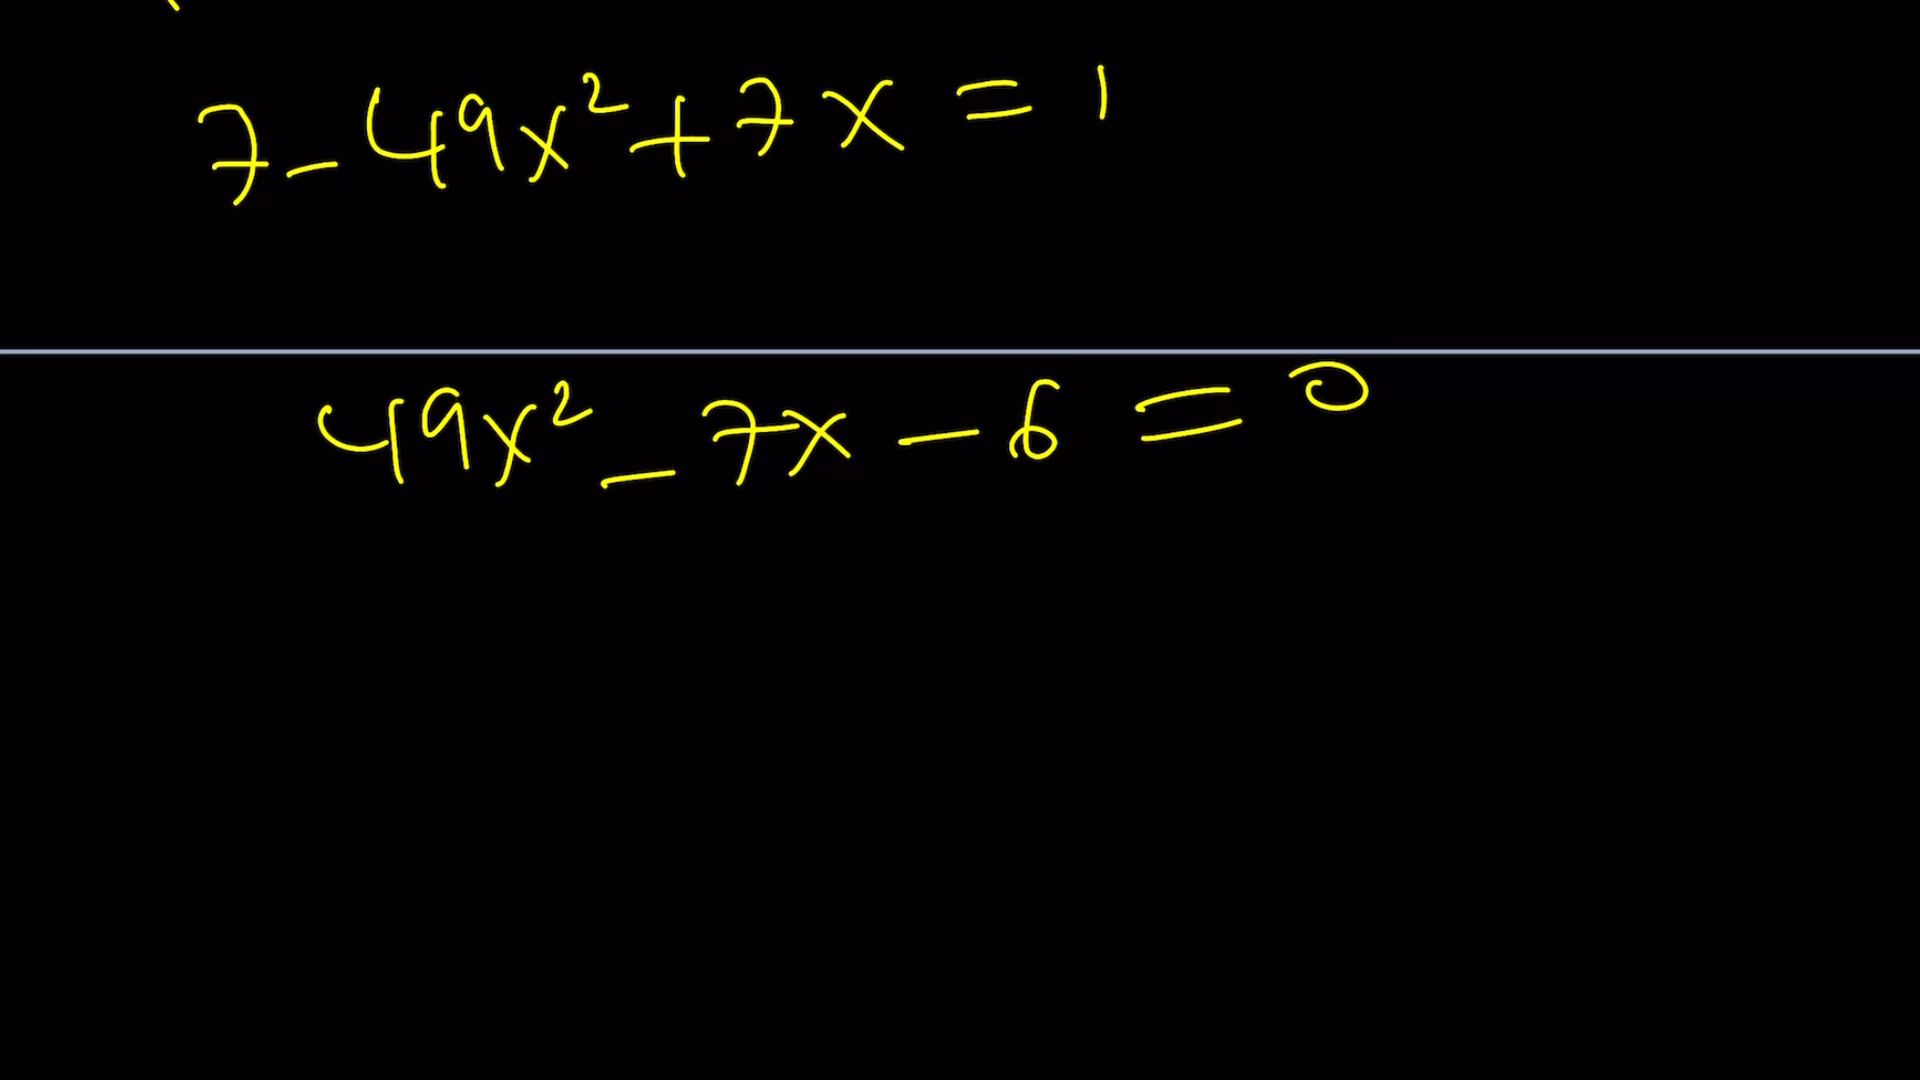 7 - 49x² + 7x = 1
49x² - 7x - 6 = 0